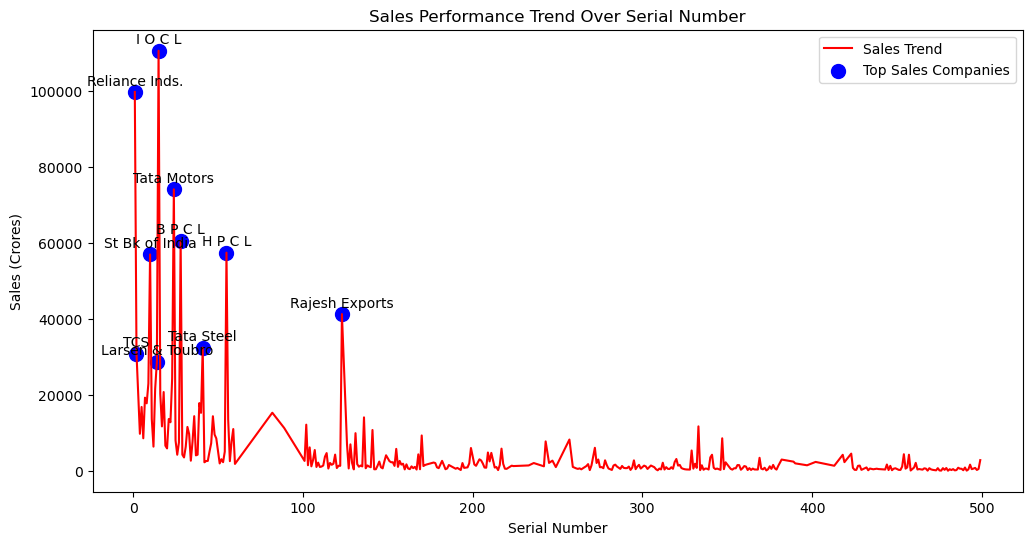 Sales Performance Trend Over Serial Number
Sales Trend
Top Sales Companies
I O C L
Reliance Inds.
Tata Motors
B P C L
St Bk of India
H P C L
Rajesh Exports
Tata Steel
TCS
Larsen & Toubro
100000
80000
60000
40000
20000
0
Sales (Crores)
0 100 200 300 400 500
Serial Number